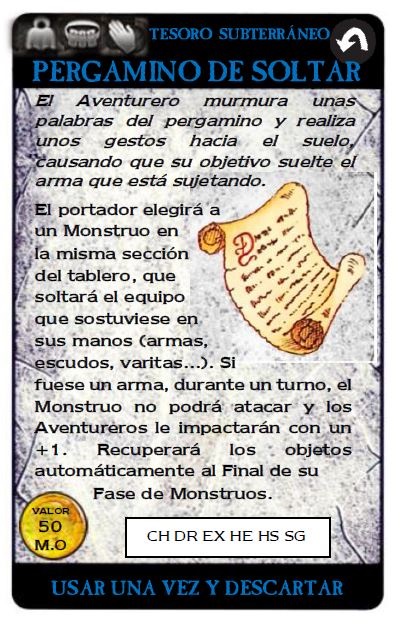 TESORO SUBTERRÁNEO
PERGAMINO DE SOLTAR
El Aventurero murmura unas
palabras del pergamino y realiza
unos gestos hacia el suelo,
causando que su objetivo suelte el
arma que está sujetando.
El portador elegirá a
un Monstruo en
la misma sección
del tablero, que
soltará el equipo
que sostuviese en
sus manos (armas,
escudos, varitas...). Si
fuese un arma, durante un turno, el
Monstruo no podrá atacar y los
Aventureros le impactarán con un
+1. Recuperará los objetos
automáticamente al Final de su
Fase de Monstruos.
VALOR
50
M.O
CH DR EX HE HS SG
USAR UNA VEZ Y DESCARTAR